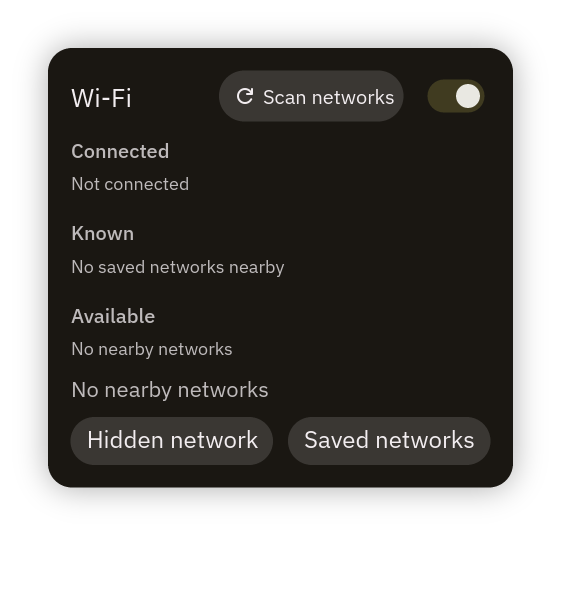 Wi-Fi
Scan networks
Connected
Not connected
Known
No saved networks nearby
Available
No nearby networks
No nearby networks
Hidden network
Saved networks